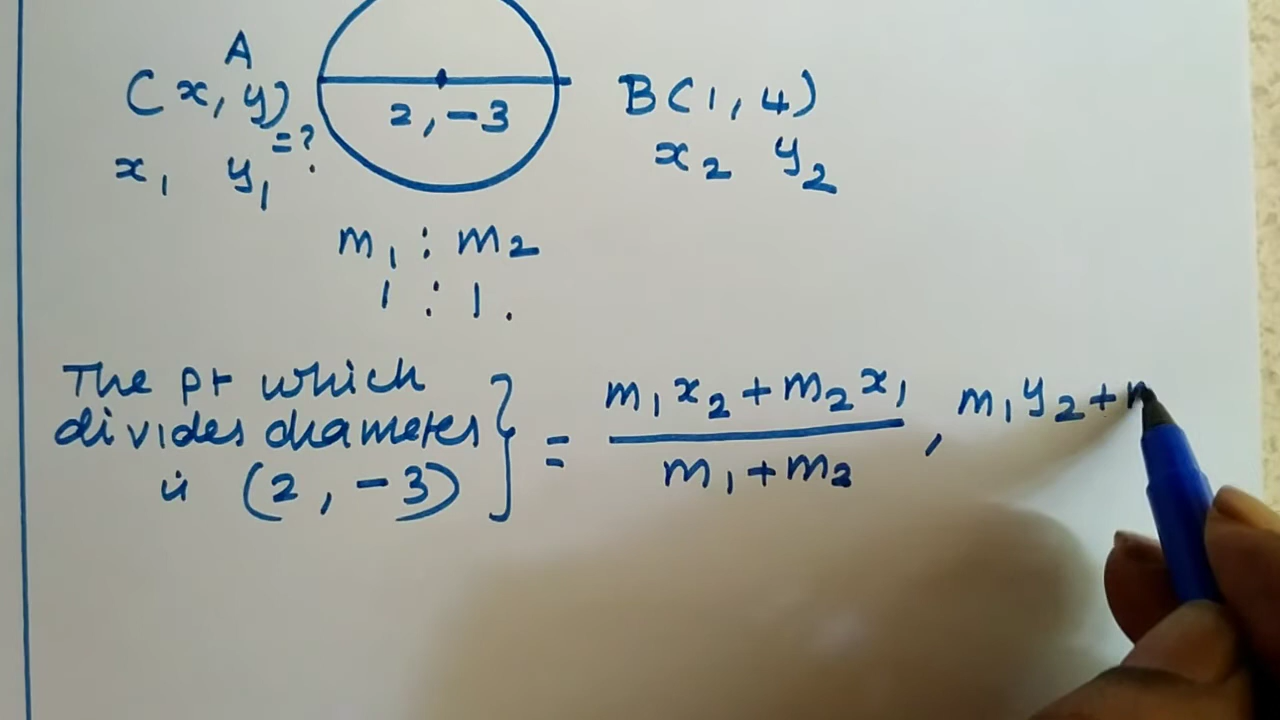 A
(x, y) = ?
x₁ y₁
2, -3
B(1, 4)
x₂ y₂
m₁ : m₂
1 : 1.
The pt which
divides diameter
is (2, -3)
} = (m₁x₂ + m₂x₁) / (m₁ + m₂) , m₁y₂ +